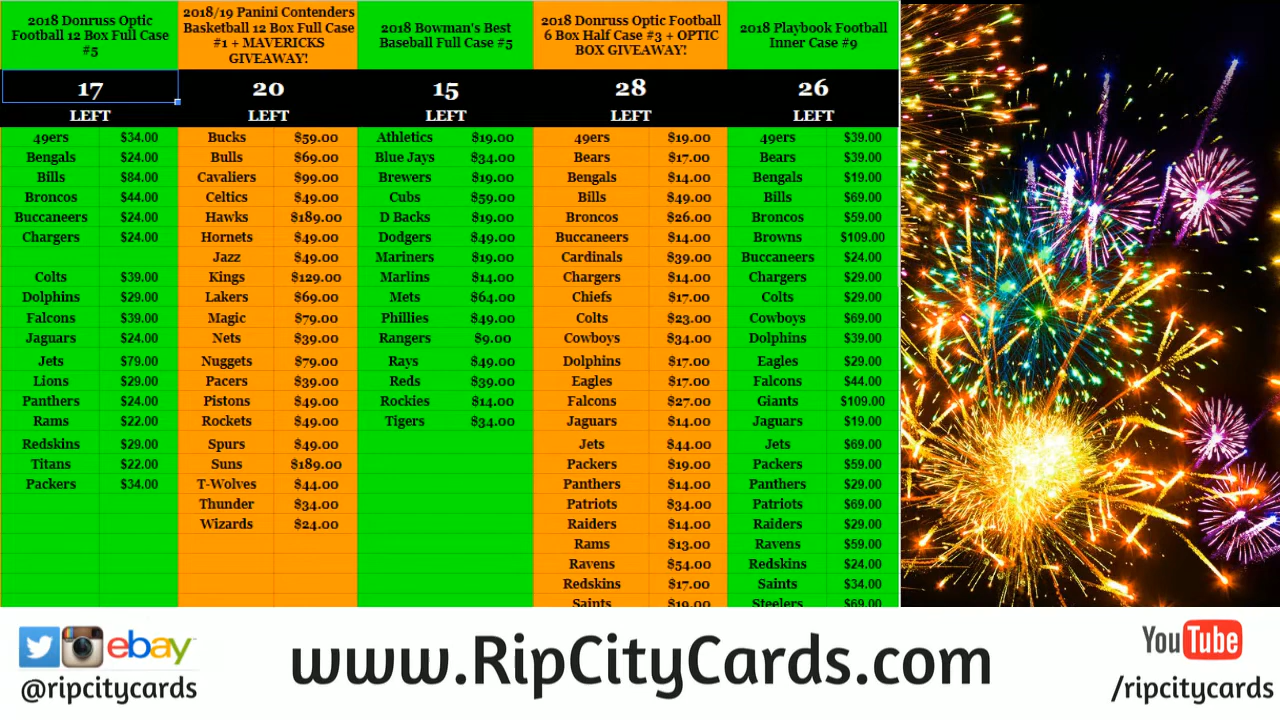 2018 Donruss Optic
Football 12 Box Full Case
#5
17
LEFT
49ers $34.00
Bengals $24.00
Bills $84.00
Broncos $44.00
Buccaneers $24.00
Chargers $24.00
Colts $39.00
Dolphins $29.00
Falcons $39.00
Jaguars $24.00
Jets $79.00
Lions $29.00
Panthers $24.00
Rams $22.00
Redskins $29.00
Titans $22.00
Packers $34.00
2018/19 Panini Contenders
Basketball 12 Box Full Case
#1 + MAVERICKS
GIVEAWAY!
20
LEFT
Bucks $59.00
Bulls $69.00
Cavaliers $99.00
Celtics $49.00
Hawks $189.00
Hornets $49.00
Jazz $49.00
Kings $129.00
Lakers $69.00
Magic $79.00
Nets $39.00
Nuggets $79.00
Pacers $39.00
Pistons $49.00
Rockets $49.00
Spurs $49.00
Suns $189.00
T-Wolves $44.00
Thunder $34.00
Wizards $24.00
2018 Bowman's Best
Baseball Full Case #5
15
LEFT
Athletics $19.00
Blue Jays $34.00
Brewers $19.00
Cubs $59.00
D Backs $19.00
Dodgers $49.00
Mariners $19.00
Marlins $14.00
Mets $64.00
Phillies $49.00
Rangers $9.00
Rays $49.00
Reds $39.00
Rockies $14.00
Tigers $34.00
2018 Donruss Optic Football
6 Box Half Case #3 + OPTIC
BOX GIVEAWAY!
28
LEFT
49ers $19.00
Bears $17.00
Bengals $14.00
Bills $49.00
Broncos $26.00
Buccaneers $14.00
Cardinals $39.00
Chargers $14.00
Chiefs $17.00
Colts $23.00
Cowboys $34.00
Dolphins $17.00
Eagles $17.00
Falcons $27.00
Jaguars $14.00
Jets $44.00
Packers $19.00
Panthers $14.00
Patriots $34.00
Raiders $14.00
Rams $13.00
Ravens $54.00
Redskins $17.00
Saints $19.00
2018 Playbook Football
Inner Case #9
26
LEFT
49ers $39.00
Bears $39.00
Bengals $19.00
Bills $69.00
Broncos $59.00
Browns $109.00
Buccaneers $24.00
Chargers $29.00
Colts $29.00
Cowboys $69.00
Dolphins $39.00
Eagles $29.00
Falcons $44.00
Giants $109.00
Jaguars $19.00
Jets $69.00
Packers $59.00
Panthers $29.00
Patriots $69.00
Raiders $29.00
Ravens $59.00
Redskins $24.00
Saints $34.00
Steelers $69.00
ebay
@ripcitycards
www.RipCityCards.com
YouTube
/ripcitycards